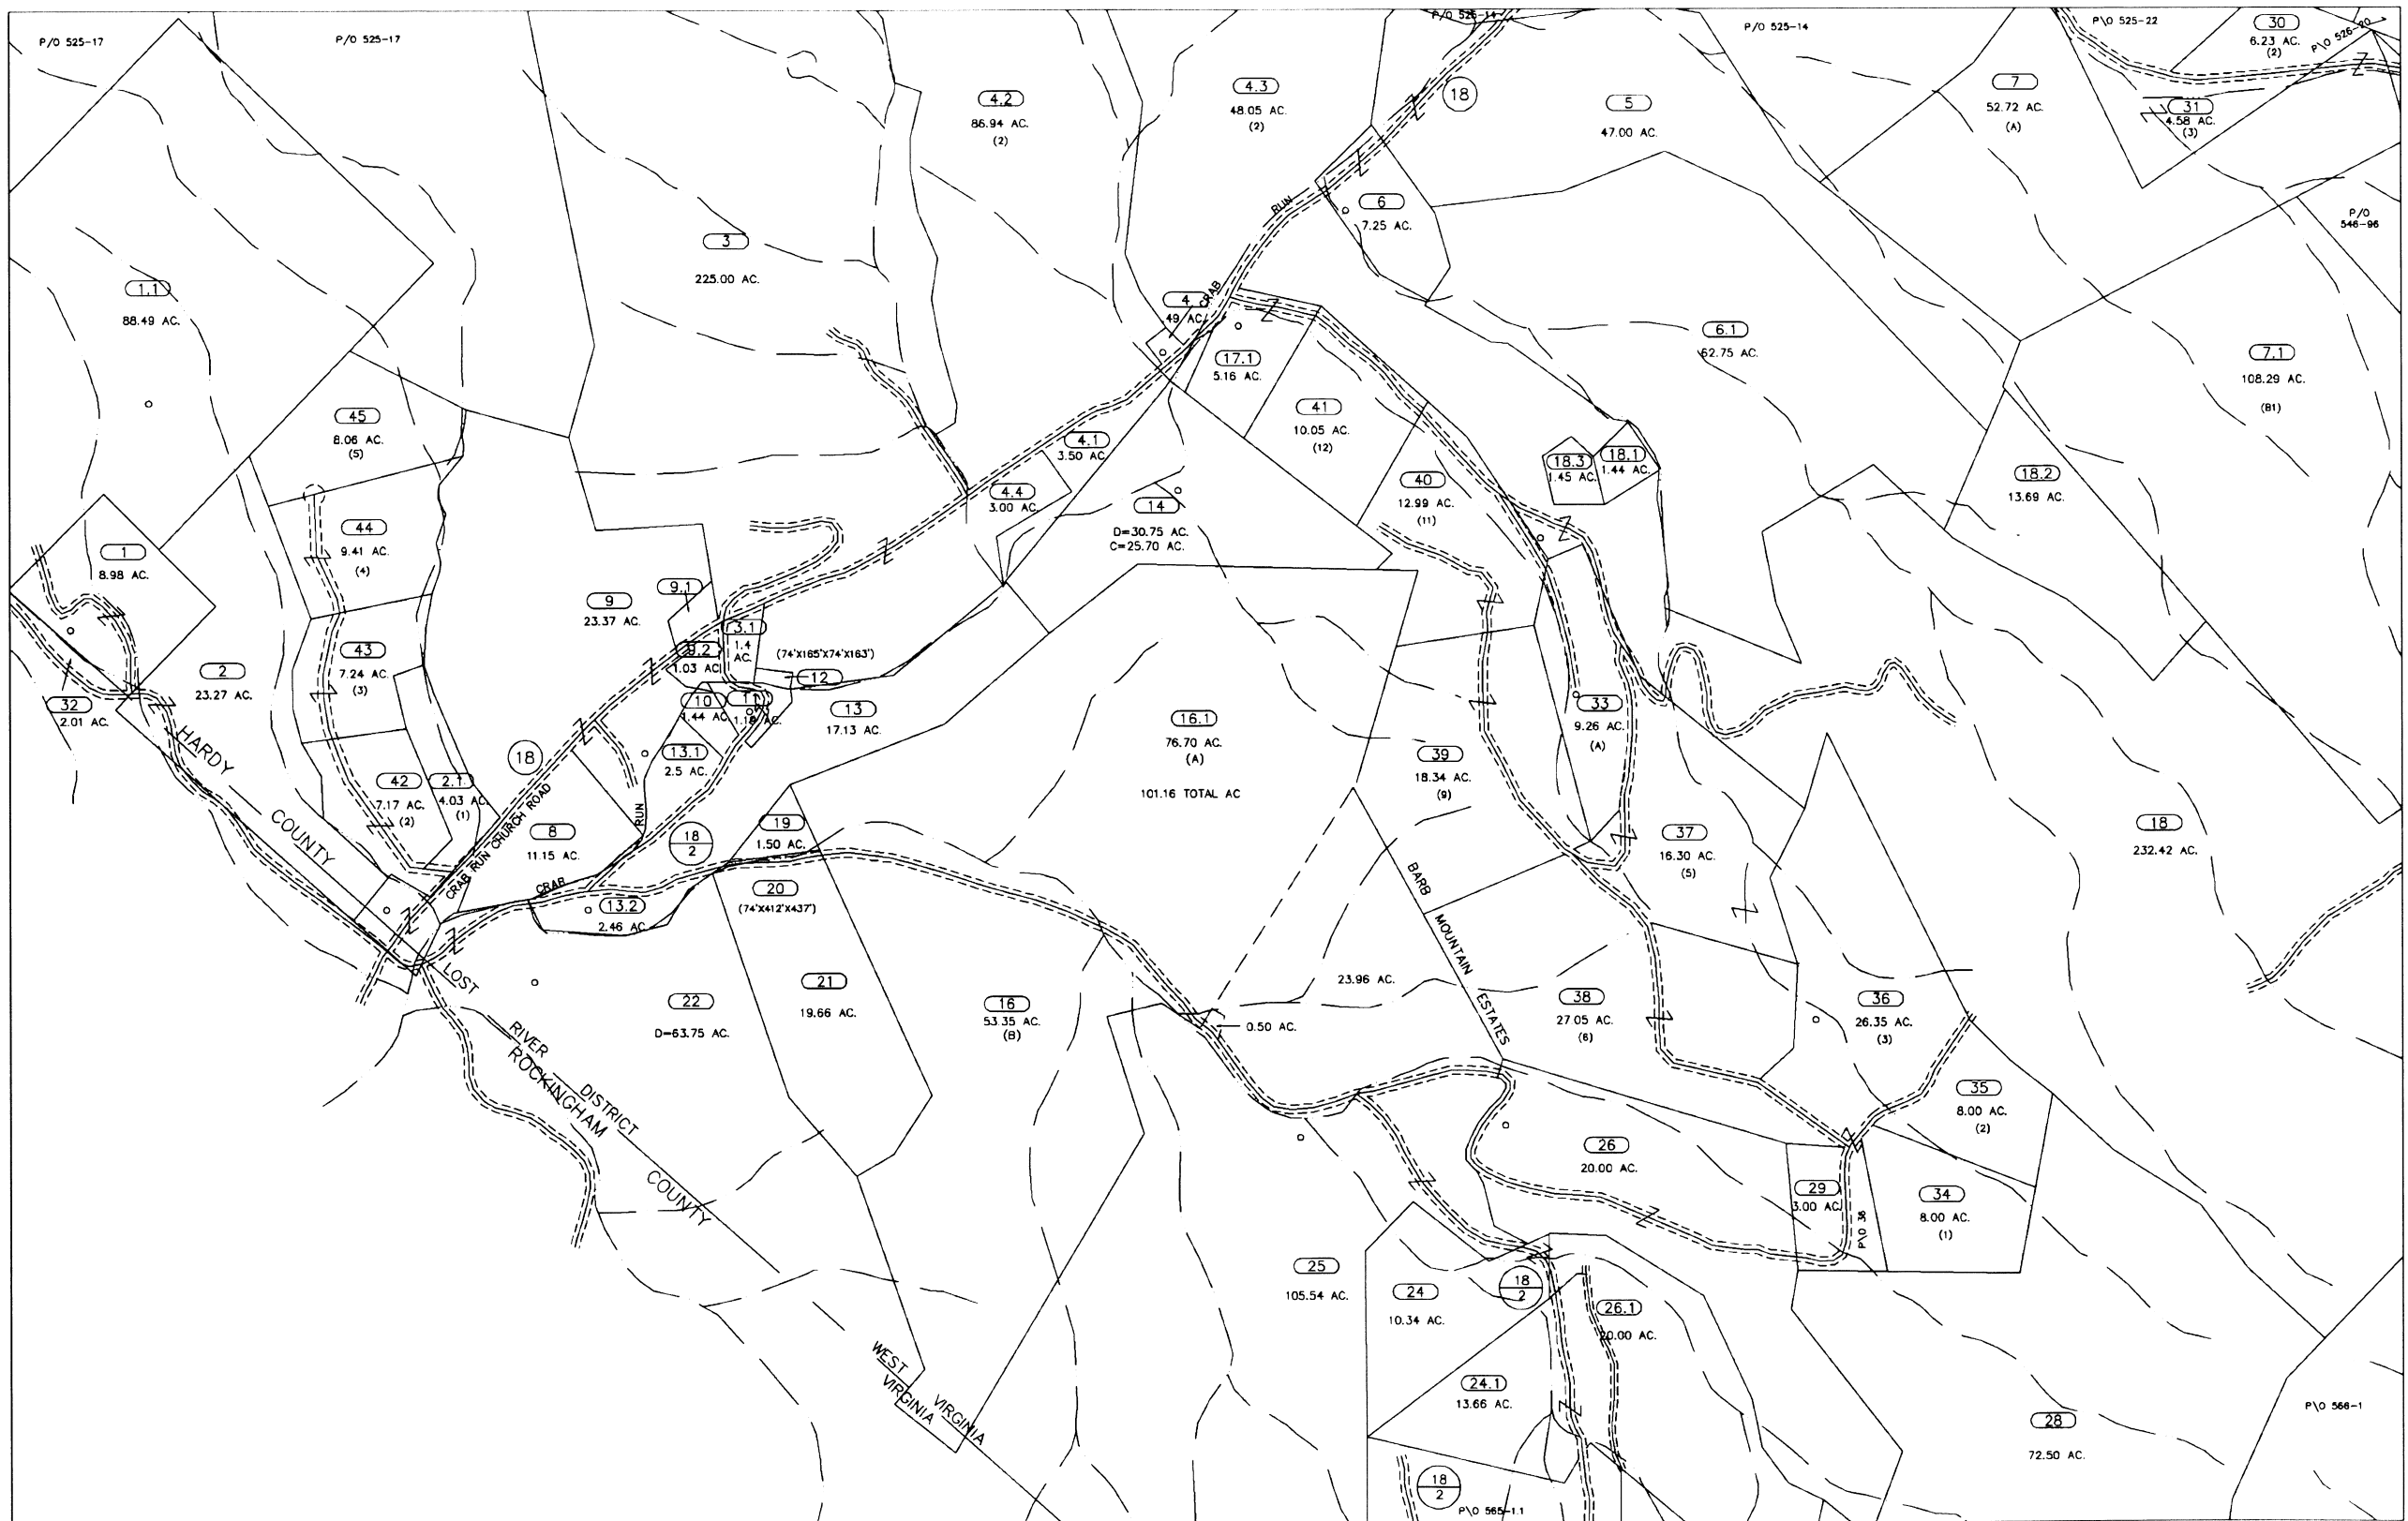 P/O 525-17
P/O 525-17
P/O 525-14
P/O 525-14
P\O 525-22
30
6.23 AC.
(2)
P\O 526-20
4.2
86.94 AC.
(2)
4.3
48.05 AC.
(2)
18
5
47.00 AC.
7
52.72 AC.
(A)
31
4.58 AC.
(3)
3
225.00 AC.
RUN
6
7.25 AC.
P/O
546-96
1.1
88.49 AC.
CRAB
4
49 AC.
17.1
5.16 AC.
6.1
62.75 AC.
7.1
108.29 AC.
(B1)
45
8.06 AC.
(5)
41
10.05 AC.
(12)
4.1
3.50 AC.
4.4
3.00 AC.
18.3
1.45 AC.
18.1
1.44 AC.
40
12.99 AC.
(11)
18.2
13.69 AC.
14
D=30.75 AC.
C=25.70 AC.
44
9.41 AC.
(4)
1
8.98 AC.
9
23.37 AC.
9.1
9.2
1.03 AC.
3.1
1.4
AC.
(74'X165'X74'X163')
12
43
7.24 AC.
(3)
2
23.27 AC.
32
2.01 AC.
10
1.44 AC.
11
1.18 AC.
13
17.13 AC.
13.1
2.5 AC.
16.1
76.70 AC.
(A)
101.16 TOTAL AC
33
9.26 AC.
(A)
39
18.34 AC.
(9)
HARDY
COUNTY
18
42
7.17 AC.
(2)
2.1
4.03 AC.
(1)
CRAB RUN CHURCH ROAD
8
11.15 AC.
RUN
18
2
19
1.50 AC.
37
16.30 AC.
(5)
18
232.42 AC.
CRAB
13.2
2.46 AC.
20
(74'X412'X437')
BARB
MOUNTAIN
ESTATES
LOST
RIVER
DISTRICT
ROCKINGHAM
COUNTY
22
D=63.75 AC.
21
19.66 AC.
16
53.35 AC.
(B)
23.96 AC.
0.50 AC.
38
27.05 AC.
(6)
36
26.35 AC.
(3)
35
8.00 AC.
(2)
26
20.00 AC.
29
3.00 AC.
P\O 36
34
8.00 AC.
(1)
25
105.54 AC.
24
10.34 AC.
18
2
26.1
20.00 AC.
WEST
VIRGINIA
VIRGINIA
24.1
13.66 AC.
28
72.50 AC.
P\O 566-1
18
2
P\O 565-1.1